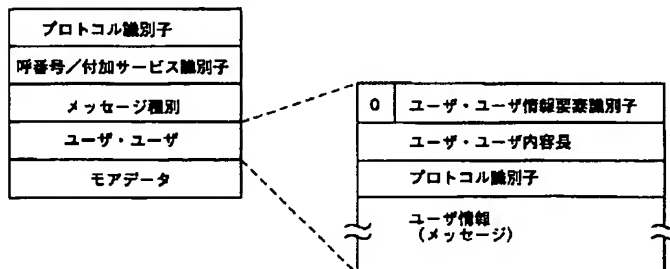 プロトコル識別子
呼番号/付加サービス識別子
メッセージ種別
ユーザ・ユーザ
モアデータ
0 ユーザ・ユーザ情報要素識別子
ユーザ・ユーザ内容長
プロトコル識別子
ユーザ情報
(メッセージ)